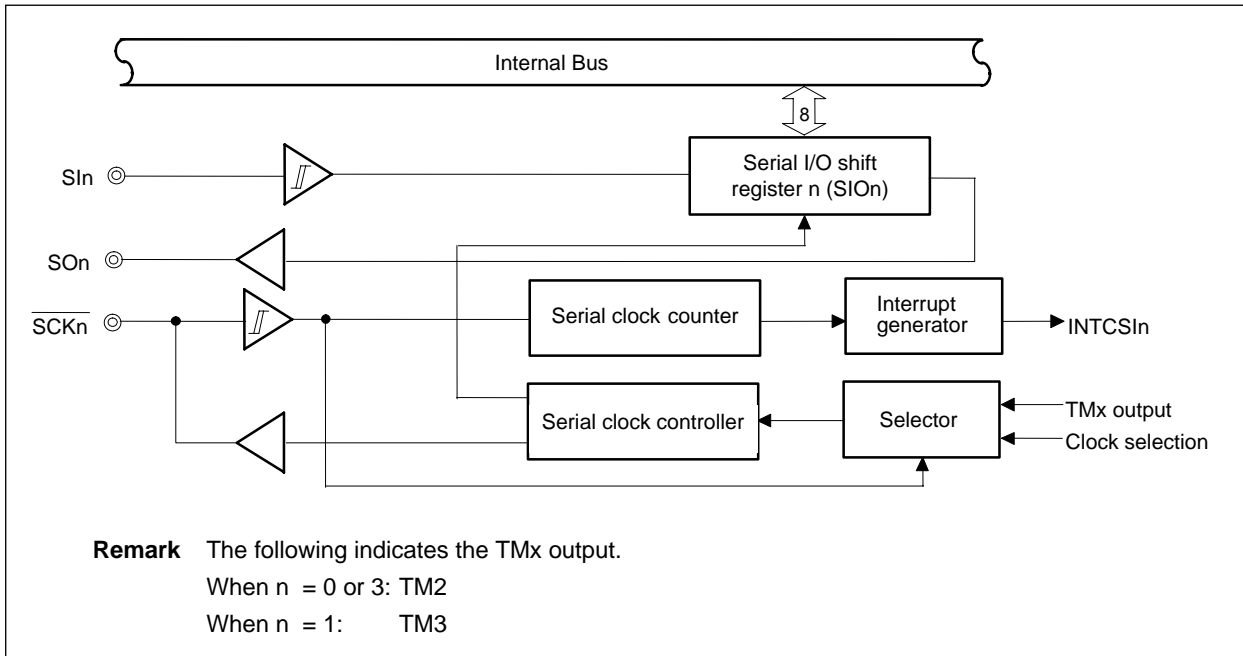 Internal Bus
8
SIn
Serial I/O shift
register n (SIOn)
SOn
SCKn
Serial clock counter
Interrupt
generator
INTCSIn
Serial clock controller
Selector
TMx output
Clock selection
Remark The following indicates the TMx output.
When n = 0 or 3: TM2
When n = 1: TM3